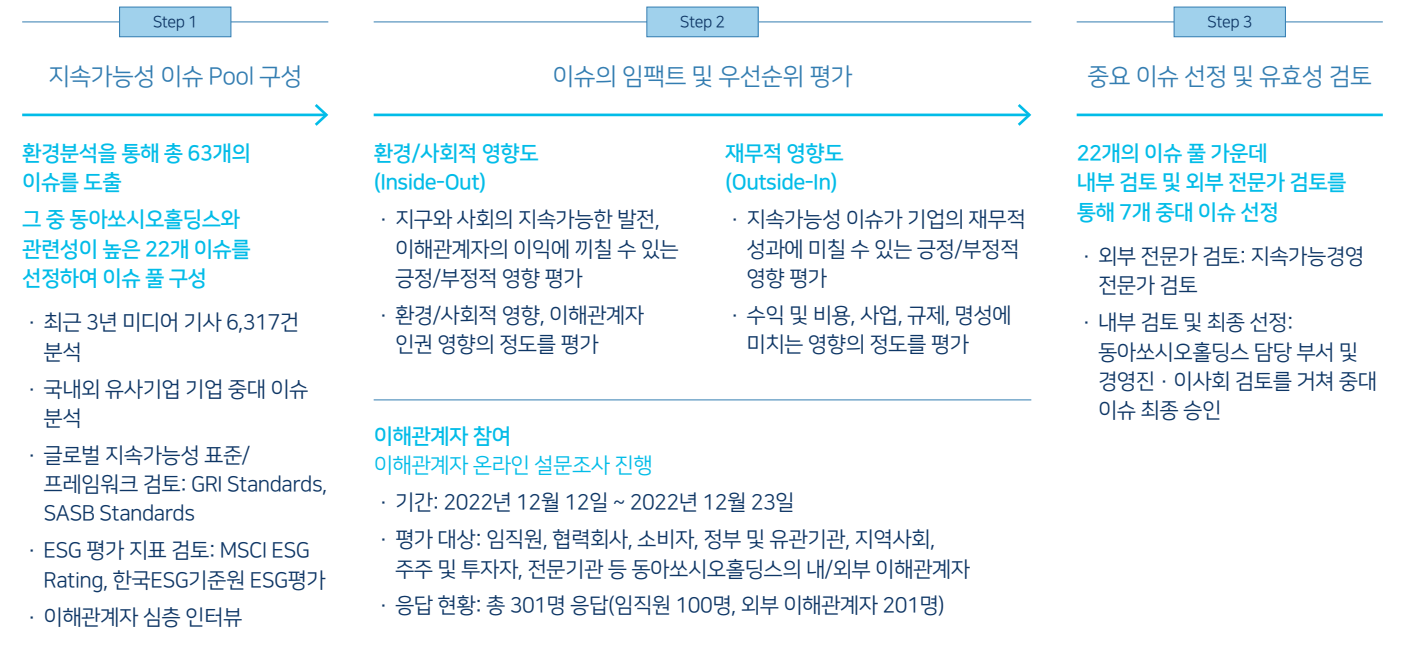 Step 1
지속가능성 이슈 Pool 구성
환경분석을 통해 총 63개의
이슈를 도출
그 중 동아쏘시오홀딩스와
관련성이 높은 22개 이슈를
선정하여 이슈 풀 구성
· 최근 3년 미디어 기사 6,317건
분석
· 국내외 유사기업 기업 중대 이슈
분석
· 글로벌 지속가능성 표준/
프레임워크 검토: GRI Standards,
SASB Standards
· ESG 평가 지표 검토: MSCI ESG
Rating, 한국ESG기준원 ESG평가
· 이해관계자 심층 인터뷰
Step 2
이슈의 임팩트 및 우선순위 평가
환경/사회적 영향도
(Inside-Out)
· 지구와 사회의 지속가능한 발전,
이해관계자의 이익에 끼칠 수 있는
긍정/부정적 영향 평가
· 환경/사회적 영향, 이해관계자
인권 영향의 정도를 평가
재무적 영향도
(Outside-In)
· 지속가능성 이슈가 기업의 재무적
성과에 미칠 수 있는 긍정/부정적
영향 평가
· 수익 및 비용, 사업, 규제, 명성에
미치는 영향의 정도를 평가
이해관계자 참여
이해관계자 온라인 설문조사 진행
· 기간: 2022년 12월 12일 ~ 2022년 12월 23일
· 평가 대상: 임직원, 협력회사, 소비자, 정부 및 유관기관, 지역사회,
주주 및 투자자, 전문기관 등 동아쏘시오홀딩스의 내/외부 이해관계자
· 응답 현황: 총 301명 응답(임직원 100명, 외부 이해관계자 201명)
Step 3
중요 이슈 선정 및 유효성 검토
22개의 이슈 풀 가운데
내부 검토 및 외부 전문가 검토를
통해 7개 중대 이슈 선정
· 외부 전문가 검토: 지속가능경영
전문가 검토
· 내부 검토 및 최종 선정:
동아쏘시오홀딩스 담당 부서 및
경영진 · 이사회 검토를 거쳐 중대
이슈 최종 승인